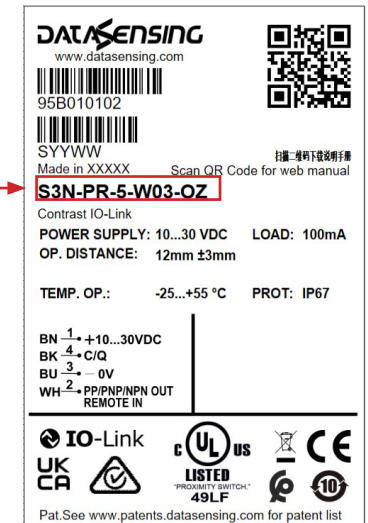 DATASENSING
www.datasensing.com
95B010102
SYYWW
扫描二维码下载说明手册
Made in XXXXX Scan QR Code for web manual
S3N-PR-5-W03-OZ
Contrast IO-Link
POWER SUPPLY: 10...30 VDC LOAD: 100mA
OP. DISTANCE: 12mm ±3mm
TEMP. OP.: -25...+55 °C PROT: IP67
BN 1 +10...30VDC
BK 4 C/Q
BU 3 — 0V
WH 2 PP/PNP/NPN OUT
REMOTE IN
IO-Link
UK
CA
c UL us
LISTED
"PROXIMITY SWITCH."
49LF
CE
10
Pat.See www.patents.datasensing.com for patent list